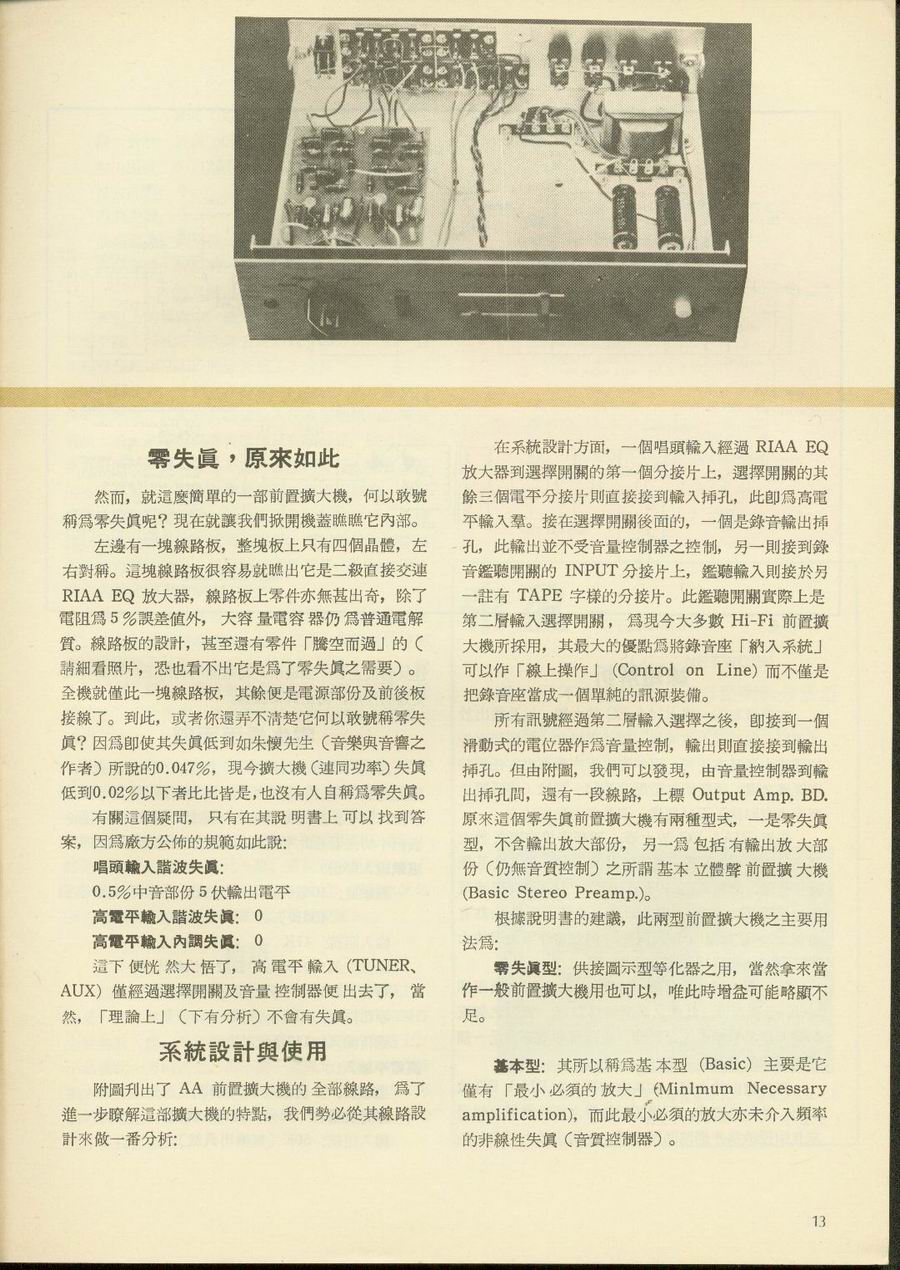 零失眞，原來如此
然而，就這麽簡單的一部前置擴大機，何以敢號
稱爲零失眞呢？現在就讓我們掀開機蓋瞧瞧它內部。
左邊有一塊線路板，整塊板上只有四個晶體，左
右對稱。這塊線路板很容易就瞧出它是二級直接交連
RIAA EQ 放大器，線路板上零件亦無甚出奇，除了
電阻爲５％誤差値外，大容量電容器仍爲普通電解
質。線路板的設計，甚至還有零件「騰空而過」的（
請細看照片，恐也看不出它是爲了零失眞之需要）。
全機就僅此一塊線路板，其餘便是電源部份及前後板
接線了。到此，或者你還弄不清楚它何以敢號稱零失
眞？因爲卽使其失眞低到如朱懷先生（音樂與音響之
作者）所說的0.047％，現今擴大機（連同功率）失眞
低到0.02％以下者比比皆是，也沒有人自稱爲零失眞。
有關這個疑問，只有在其說明書上可以找到答
案，因爲廠方公佈的規範如此說：
唱頭輸入諧波失眞：
0.5％中音部份５伏輸出電平
高電平輸入諧波失眞： 0
高電平輸入內調失眞： 0
這下便恍然大悟了，高電平輸入 (TUNER、
AUX) 僅經過選擇開關及音量控制器便出去了，當
然，「理論上」（下有分析）不會有失眞。
系統設計與使用
附圖列出了 AA 前置擴大機的全部線路，爲了
進一步瞭解這部擴大機的特點，我們勢必從其線路設
計來做一番分析：
在系統設計方面，一個唱頭輸入經過 RIAA EQ
放大器到選擇開關的第一個分接片上，選擇開關的其
餘三個電平分接片則直接接到輸入揷孔，此卽爲高電
平輸入羣。接在選擇開關後面的，一個是錄音輸出揷
孔，此輸出並不受音量控制器之控制，另一則接到錄
音鑑聽開關的 INPUT 分接片上，鑑聽輸入則接於另
一註有 TAPE 字樣的分接片。此鑑聽開關實際上是
第二層輸入選擇開關，爲現今大多數 Hi-Fi 前置擴
大機所採用，其最大的優點爲將錄音座「納入系統」
可以作「線上操作」 (Control on Line) 而不僅是
把錄音座當成一個單純的訊源裝備。
所有訊號經過第二層輸入選擇之後，卽接到一個
滑動式的電位器作爲音量控制，輸出則直接接到輸出
揷孔。但由附圖，我們可以發現，由音量控制器到輸
出揷孔間，還有一段線路，上標 Output Amp. BD.
原來這個零失眞前置擴大機有兩種型式，一是零失眞
型，不含輸出放大部份，另一爲包括有輸出放大部
份（仍無音質控制）之所謂基本立體聲前置擴大機
(Basic Stereo Preamp.)。
根據說明書的建議，此兩型前置擴大機之主要用
法爲：
零失眞型：供接圖示型等化器之用，當然拿來當
作一般前置擴大機用也可以，唯此時增益可能略顯不
足。
基本型：其所以稱爲基本型 (Basic) 主要是它
僅有「最小必須的放大」(Minlmum Necessary
amplification)，而此最小必須的放大亦未介入頻率
的非線性失眞（音質控制器）。
13